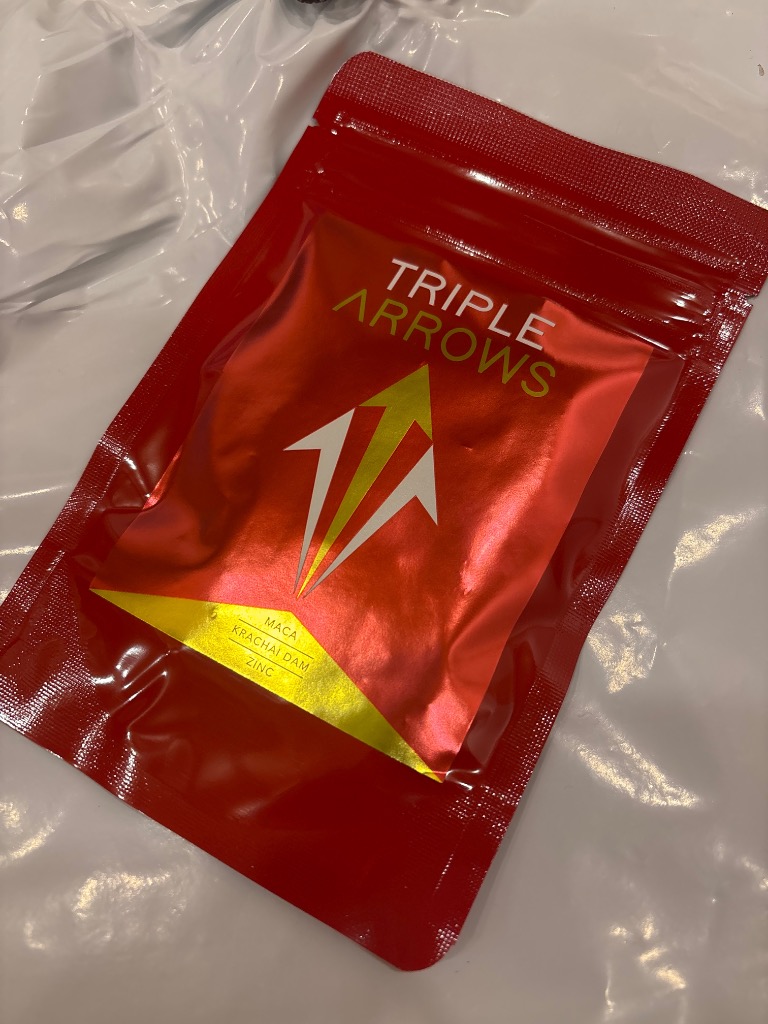 TRIPLE
ARROWS
MACA
KRACHAI DAM
ZINC